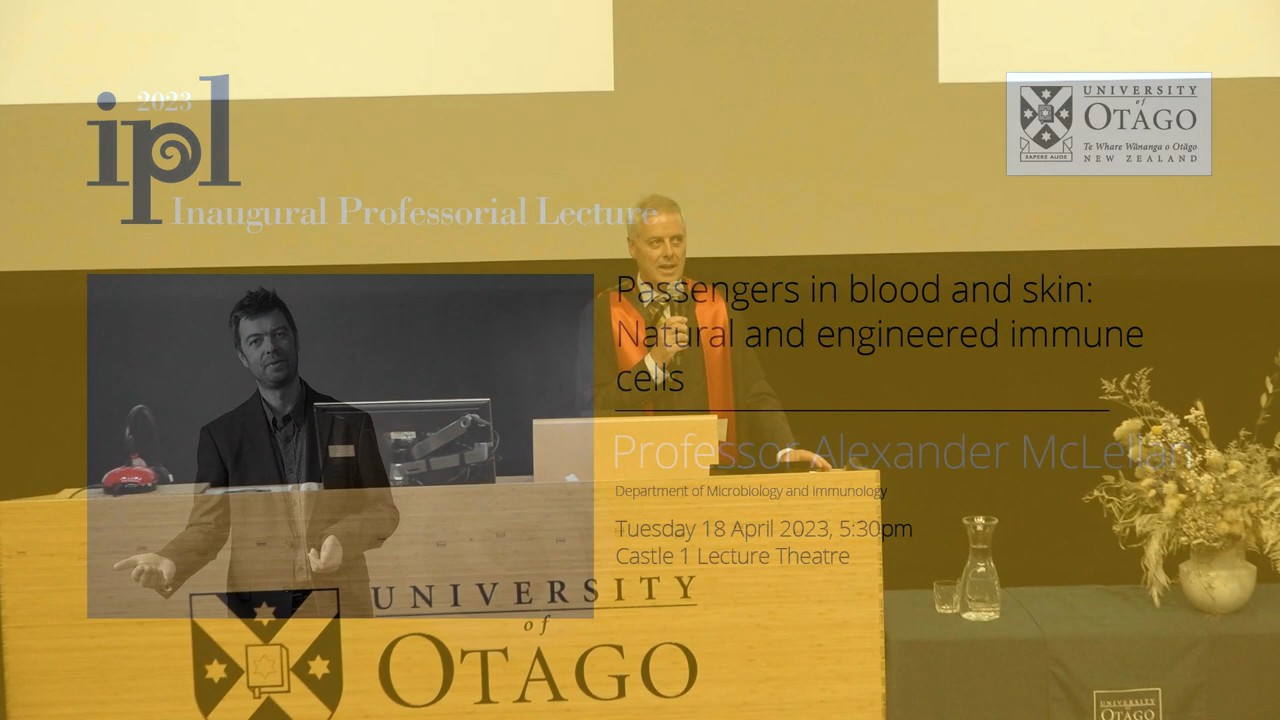 2023
ipl
Inaugural Professorial Lecture
UNIVERSITY
of
OTAGO
Te Whare Wānanga o Otāgo
NEW ZEALAND
SAPERE AUDE
Passengers in blood and skin:
Natural and engineered immune
cells
Professor Alexander McLellan
Department of Microbiology and Immunology
Tuesday 18 April 2023, 5:30pm
Castle 1 Lecture Theatre
UNIVERSITY
of
OTAGO
UNIVERSITY
OTAGO